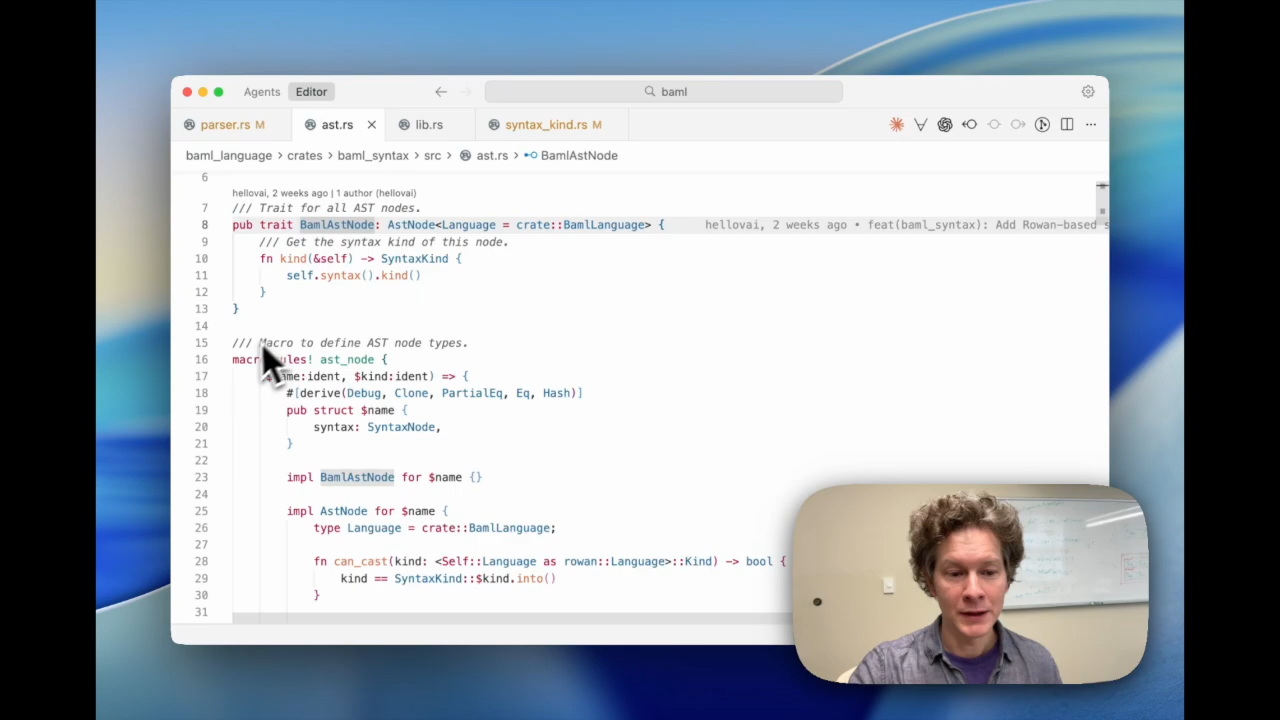 Agents Editor baml
parser.rs M ast.rs lib.rs syntax_kind.rs M
baml_language > crates > baml_syntax > src > ast.rs > BamlAstNode
6
hellovai, 2 weeks ago | 1 author (hellovai)
7 /// Trait for all AST nodes.
8 pub trait BamlAstNode: AstNode<Language = crate::BamlLanguage> { hellovai, 2 weeks ago • feat(baml_syntax): Add Rowan-based s
9 /// Get the syntax kind of this node.
10 fn kind(&self) -> SyntaxKind {
11 self.syntax().kind()
12 }
13 }
14
15 /// Macro to define AST node types.
16 macro_rules! ast_node {
17 me:ident, $kind:ident) => {
18 #[derive(Debug, Clone, PartialEq, Eq, Hash)]
19 pub struct $name {
20 syntax: SyntaxNode,
21 }
22
23 impl BamlAstNode for $name {}
24
25 impl AstNode for $name {
26 type Language = crate::BamlLanguage;
27
28 fn can_cast(kind: <Self::Language as rowan::Language>::Kind) -> bool {
29 kind == SyntaxKind::$kind.into()
30 }
31